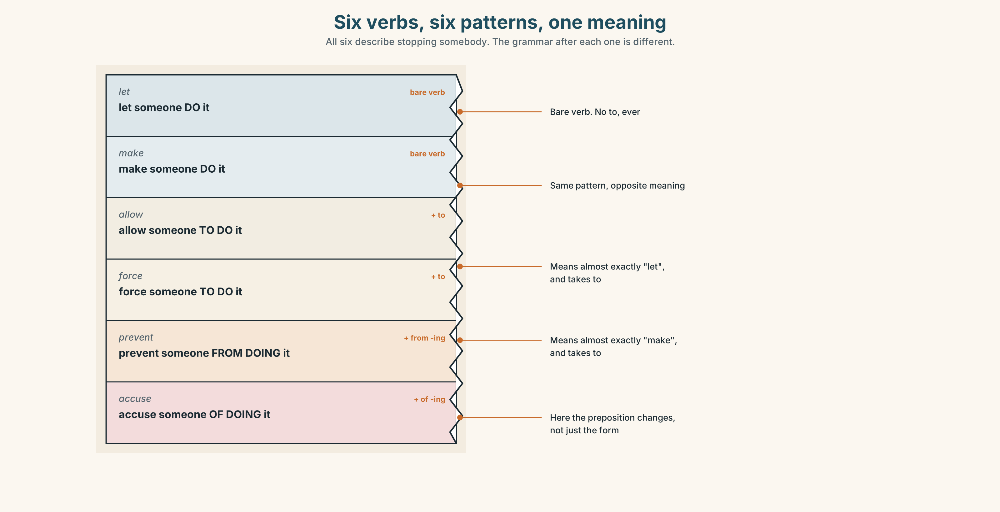 Six verbs, six patterns, one meaning
All six describe stopping somebody. The grammar after each one is different.
let
bare verb
let someone DO it
Bare verb. No to, ever
make
bare verb
make someone DO it
Same pattern, opposite meaning
allow
+ to
allow someone TO DO it
Means almost exactly "let",
and takes to
force
+ to
force someone TO DO it
prevent
+ from -ing
prevent someone FROM DOING it
Means almost exactly "make",
and takes to
accuse
+ of -ing
accuse someone OF DOING it
Here the preposition changes,
not just the form